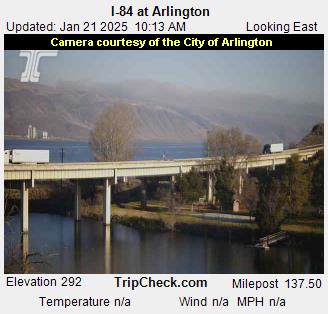 I-84 at Arlington
Updated: Jan 21 2025 10:13 AM Looking East
Camera courtesy of the City of Arlington
Elevation 292 TripCheck.com Milepost 137.50
Temperature n/a Wind n/a MPH n/a